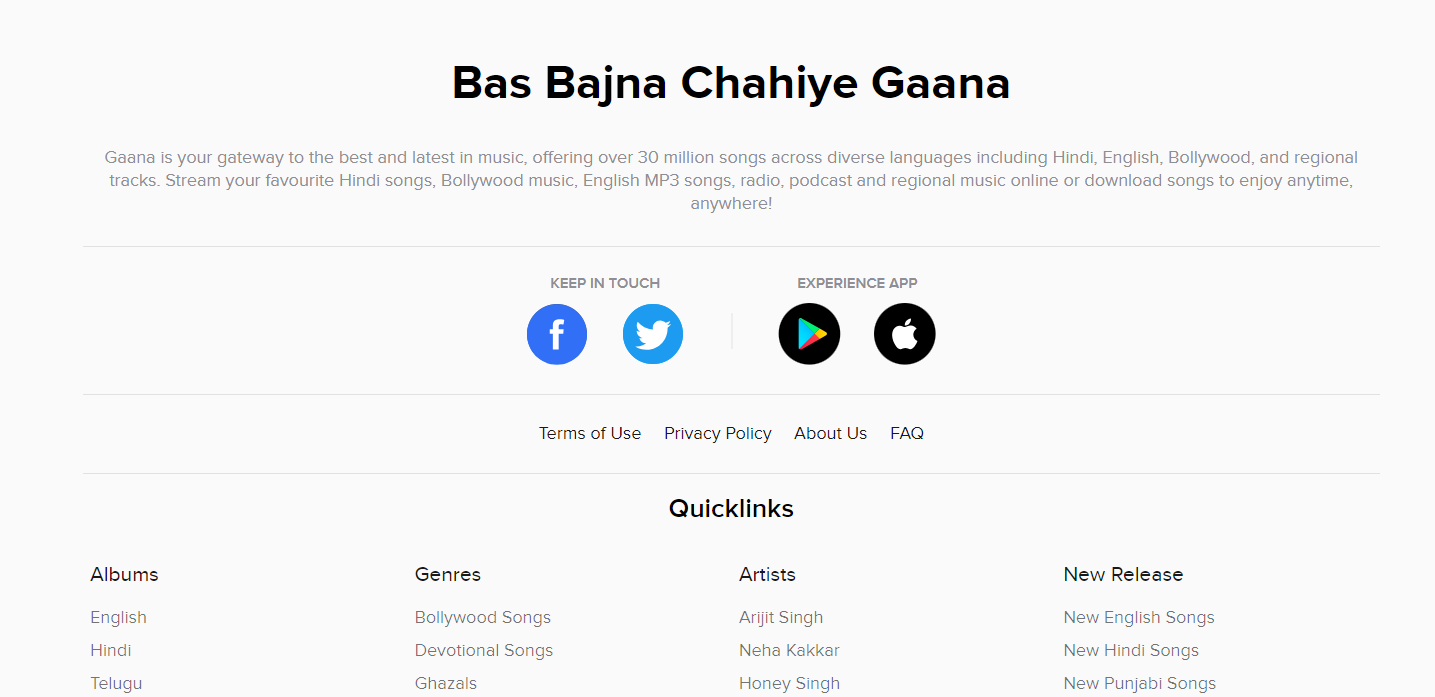 Bas Bajna Chahiye Gaana
Gaana is your gateway to the best and latest in music, offering over 30 million songs across diverse languages including Hindi, English, Bollywood, and regional
tracks. Stream your favourite Hindi songs, Bollywood music, English MP3 songs, radio, podcast and regional music online or download songs to enjoy anytime,
anywhere!
KEEP IN TOUCH
EXPERIENCE APP
Terms of Use Privacy Policy About Us FAQ
Quicklinks
Albums
English
Hindi
Telugu
Genres
Bollywood Songs
Devotional Songs
Ghazals
Artists
Arijit Singh
Neha Kakkar
Honey Singh
New Release
New English Songs
New Hindi Songs
New Punjabi Songs